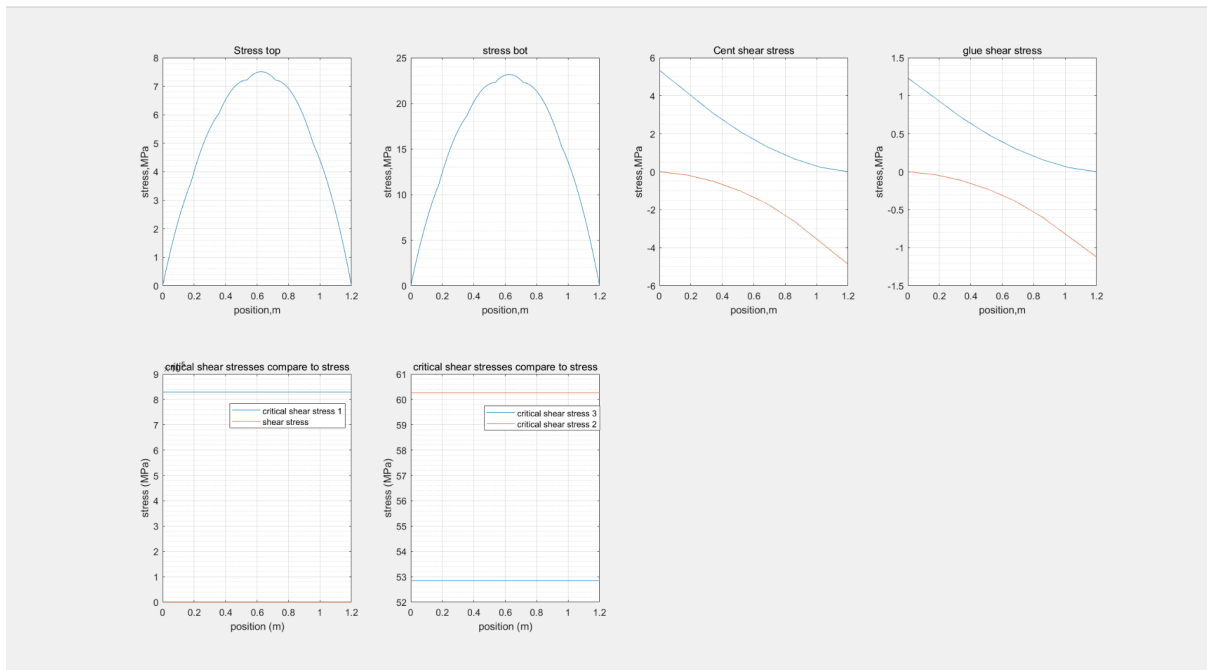 Stress top
8
7
6
5
4
3
2
1
0
stress,MPa
0 0.2 0.4 0.6 0.8 1 1.2
position,m
stress bot
25
20
15
10
5
0
stress,MPa
0 0.2 0.4 0.6 0.8 1 1.2
position,m
Cent shear stress
6
4
2
0
-2
-4
-6
stress,MPa
0 0.2 0.4 0.6 0.8 1 1.2
position,m
glue shear stress
1.5
1
0.5
0
-0.5
-1
-1.5
stress,MPa
0 0.2 0.4 0.6 0.8 1 1.2
position,m
critical shear stresses compare to stress
9
8
7
6
5
4
3
2
1
0
stress (MPa)
critical shear stress 1
shear stress
0 0.2 0.4 0.6 0.8 1 1.2
position (m)
critical shear stresses compare to stress
61
60
59
58
57
56
55
54
53
52
stress (MPa)
critical shear stress 3
critical shear stress 2
0 0.2 0.4 0.6 0.8 1 1.2
position (m)